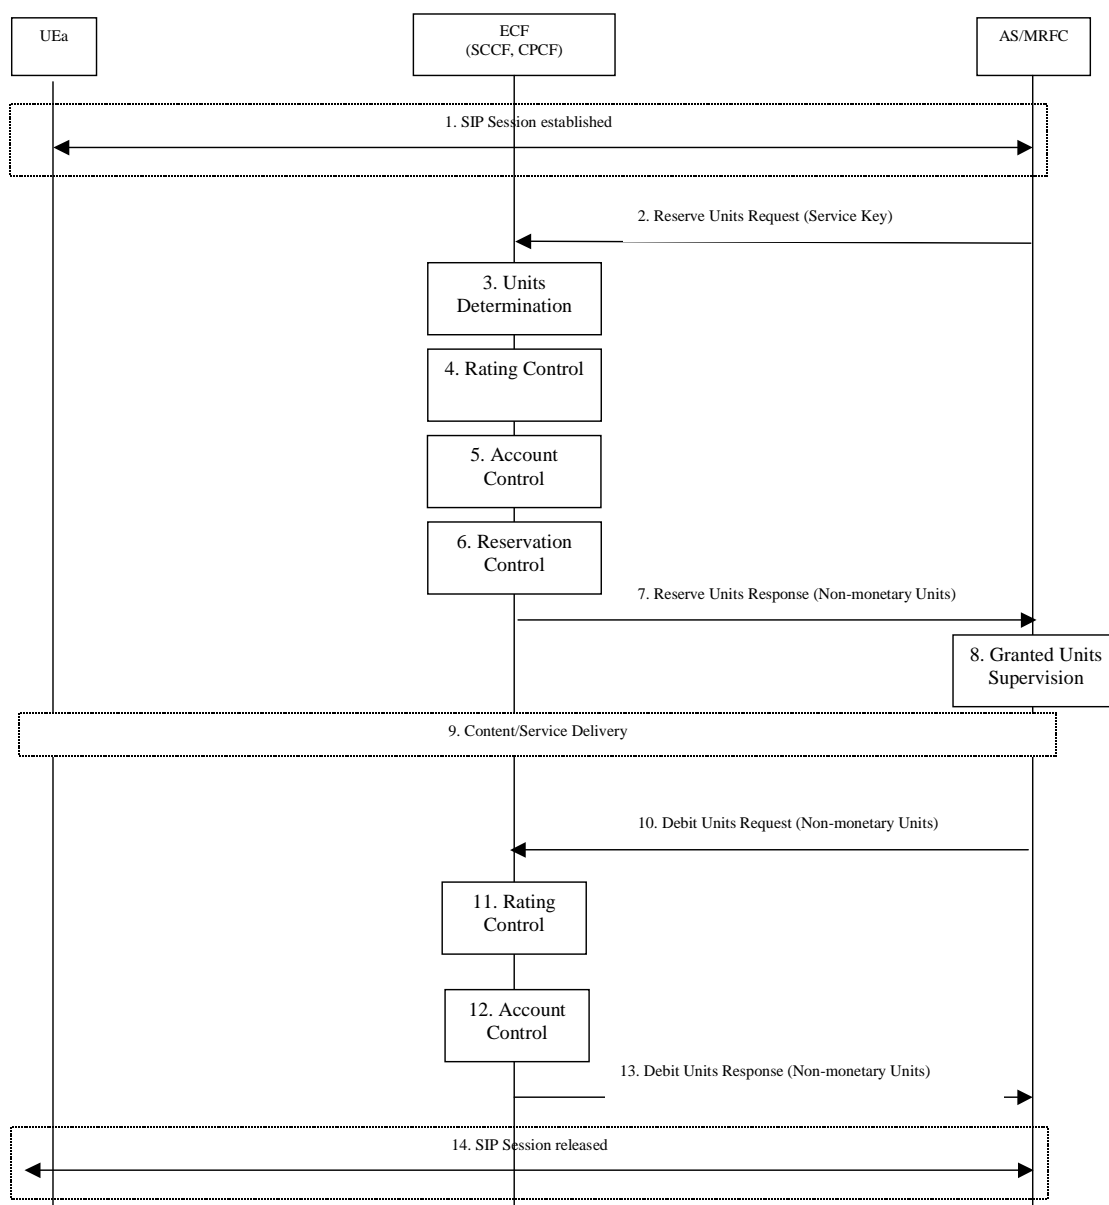 UEa
ECF
(SCCF, CPCF)
AS/MRFC
1. SIP Session established
2. Reserve Units Request (Service Key)
3. Units
Determination
4. Rating Control
5. Account
Control
6. Reservation
Control
7. Reserve Units Response (Non-monetary Units)
8. Granted Units
Supervision
9. Content/Service Delivery
10. Debit Units Request (Non-monetary Units)
11. Rating
Control
12. Account
Control
13. Debit Units Response (Non-monetary Units)
14. SIP Session released